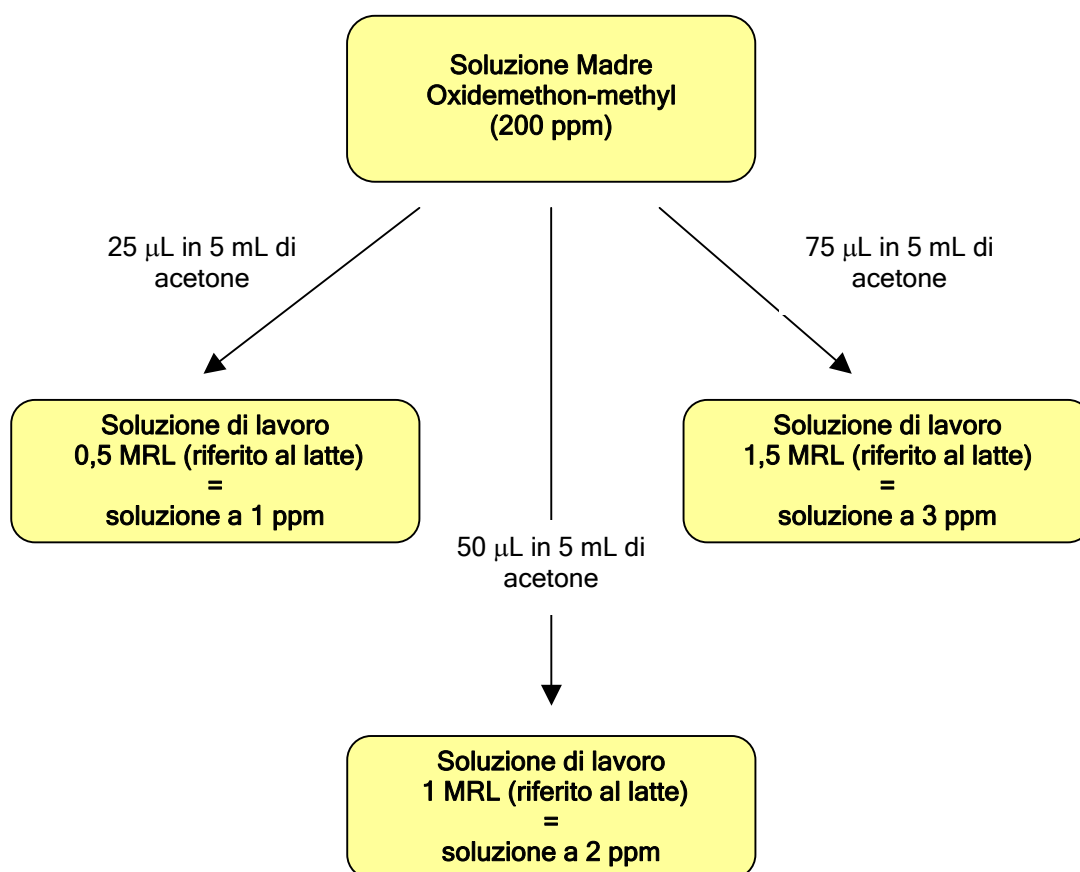 Soluzione Madre
Oxidemethon-methyl
(200 ppm)
25 μL in 5 mL di
acetone
75 μL in 5 mL di
acetone
Soluzione di lavoro
0,5 MRL (riferito al latte)
=
soluzione a 1 ppm
Soluzione di lavoro
1,5 MRL (riferito al latte)
=
soluzione a 3 ppm
50 μL in 5 mL di
acetone
Soluzione di lavoro
1 MRL (riferito al latte)
=
soluzione a 2 ppm